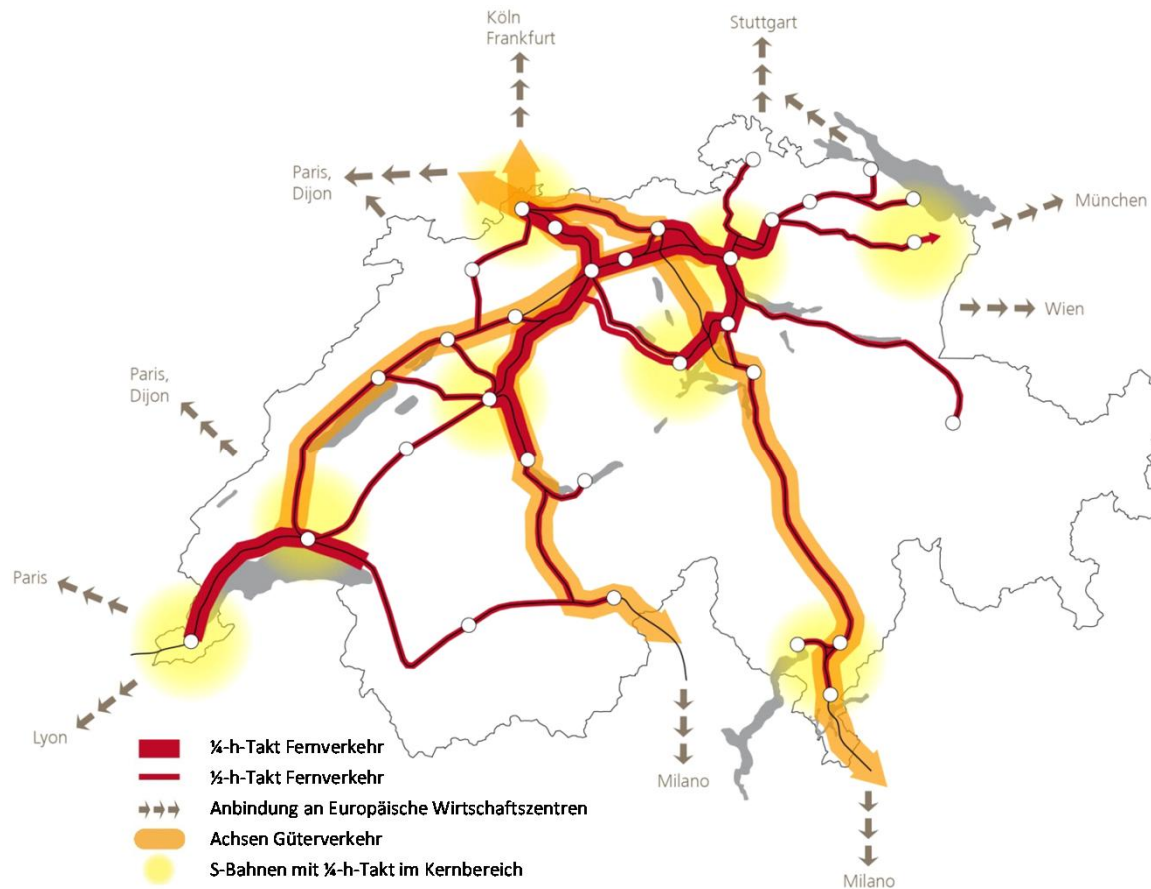 Köln
Frankfurt
Stuttgart
Paris,
Dijon
München
Wien
Paris,
Dijon
Paris
Lyon
Milano
Milano
¼-h-Takt Fernverkehr
½-h-Takt Fernverkehr
Anbindung an Europäische Wirtschaftszentren
Achsen Güterverkehr
S-Bahnen mit ¼-h-Takt im Kernbereich